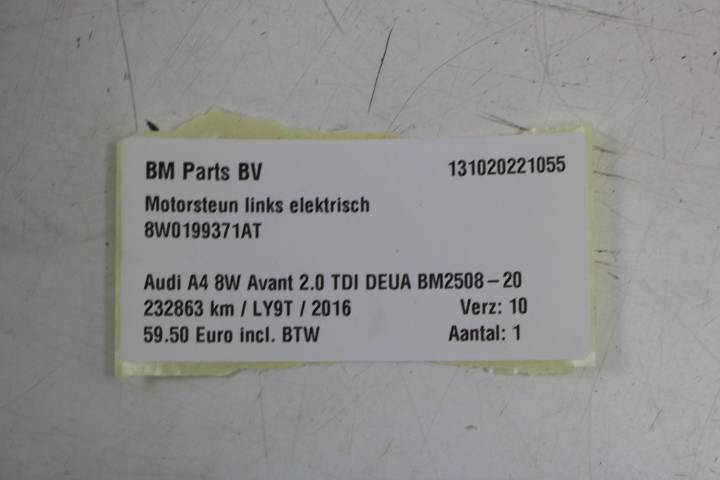 BM Parts BV 131020221055
Motorsteun links elektrisch
8W0199371AT
Audi A4 8W Avant 2.0 TDI DEUA BM2508-20
232863 km / LY9T / 2016 Verz: 10
59.50 Euro incl. BTW Aantal: 1